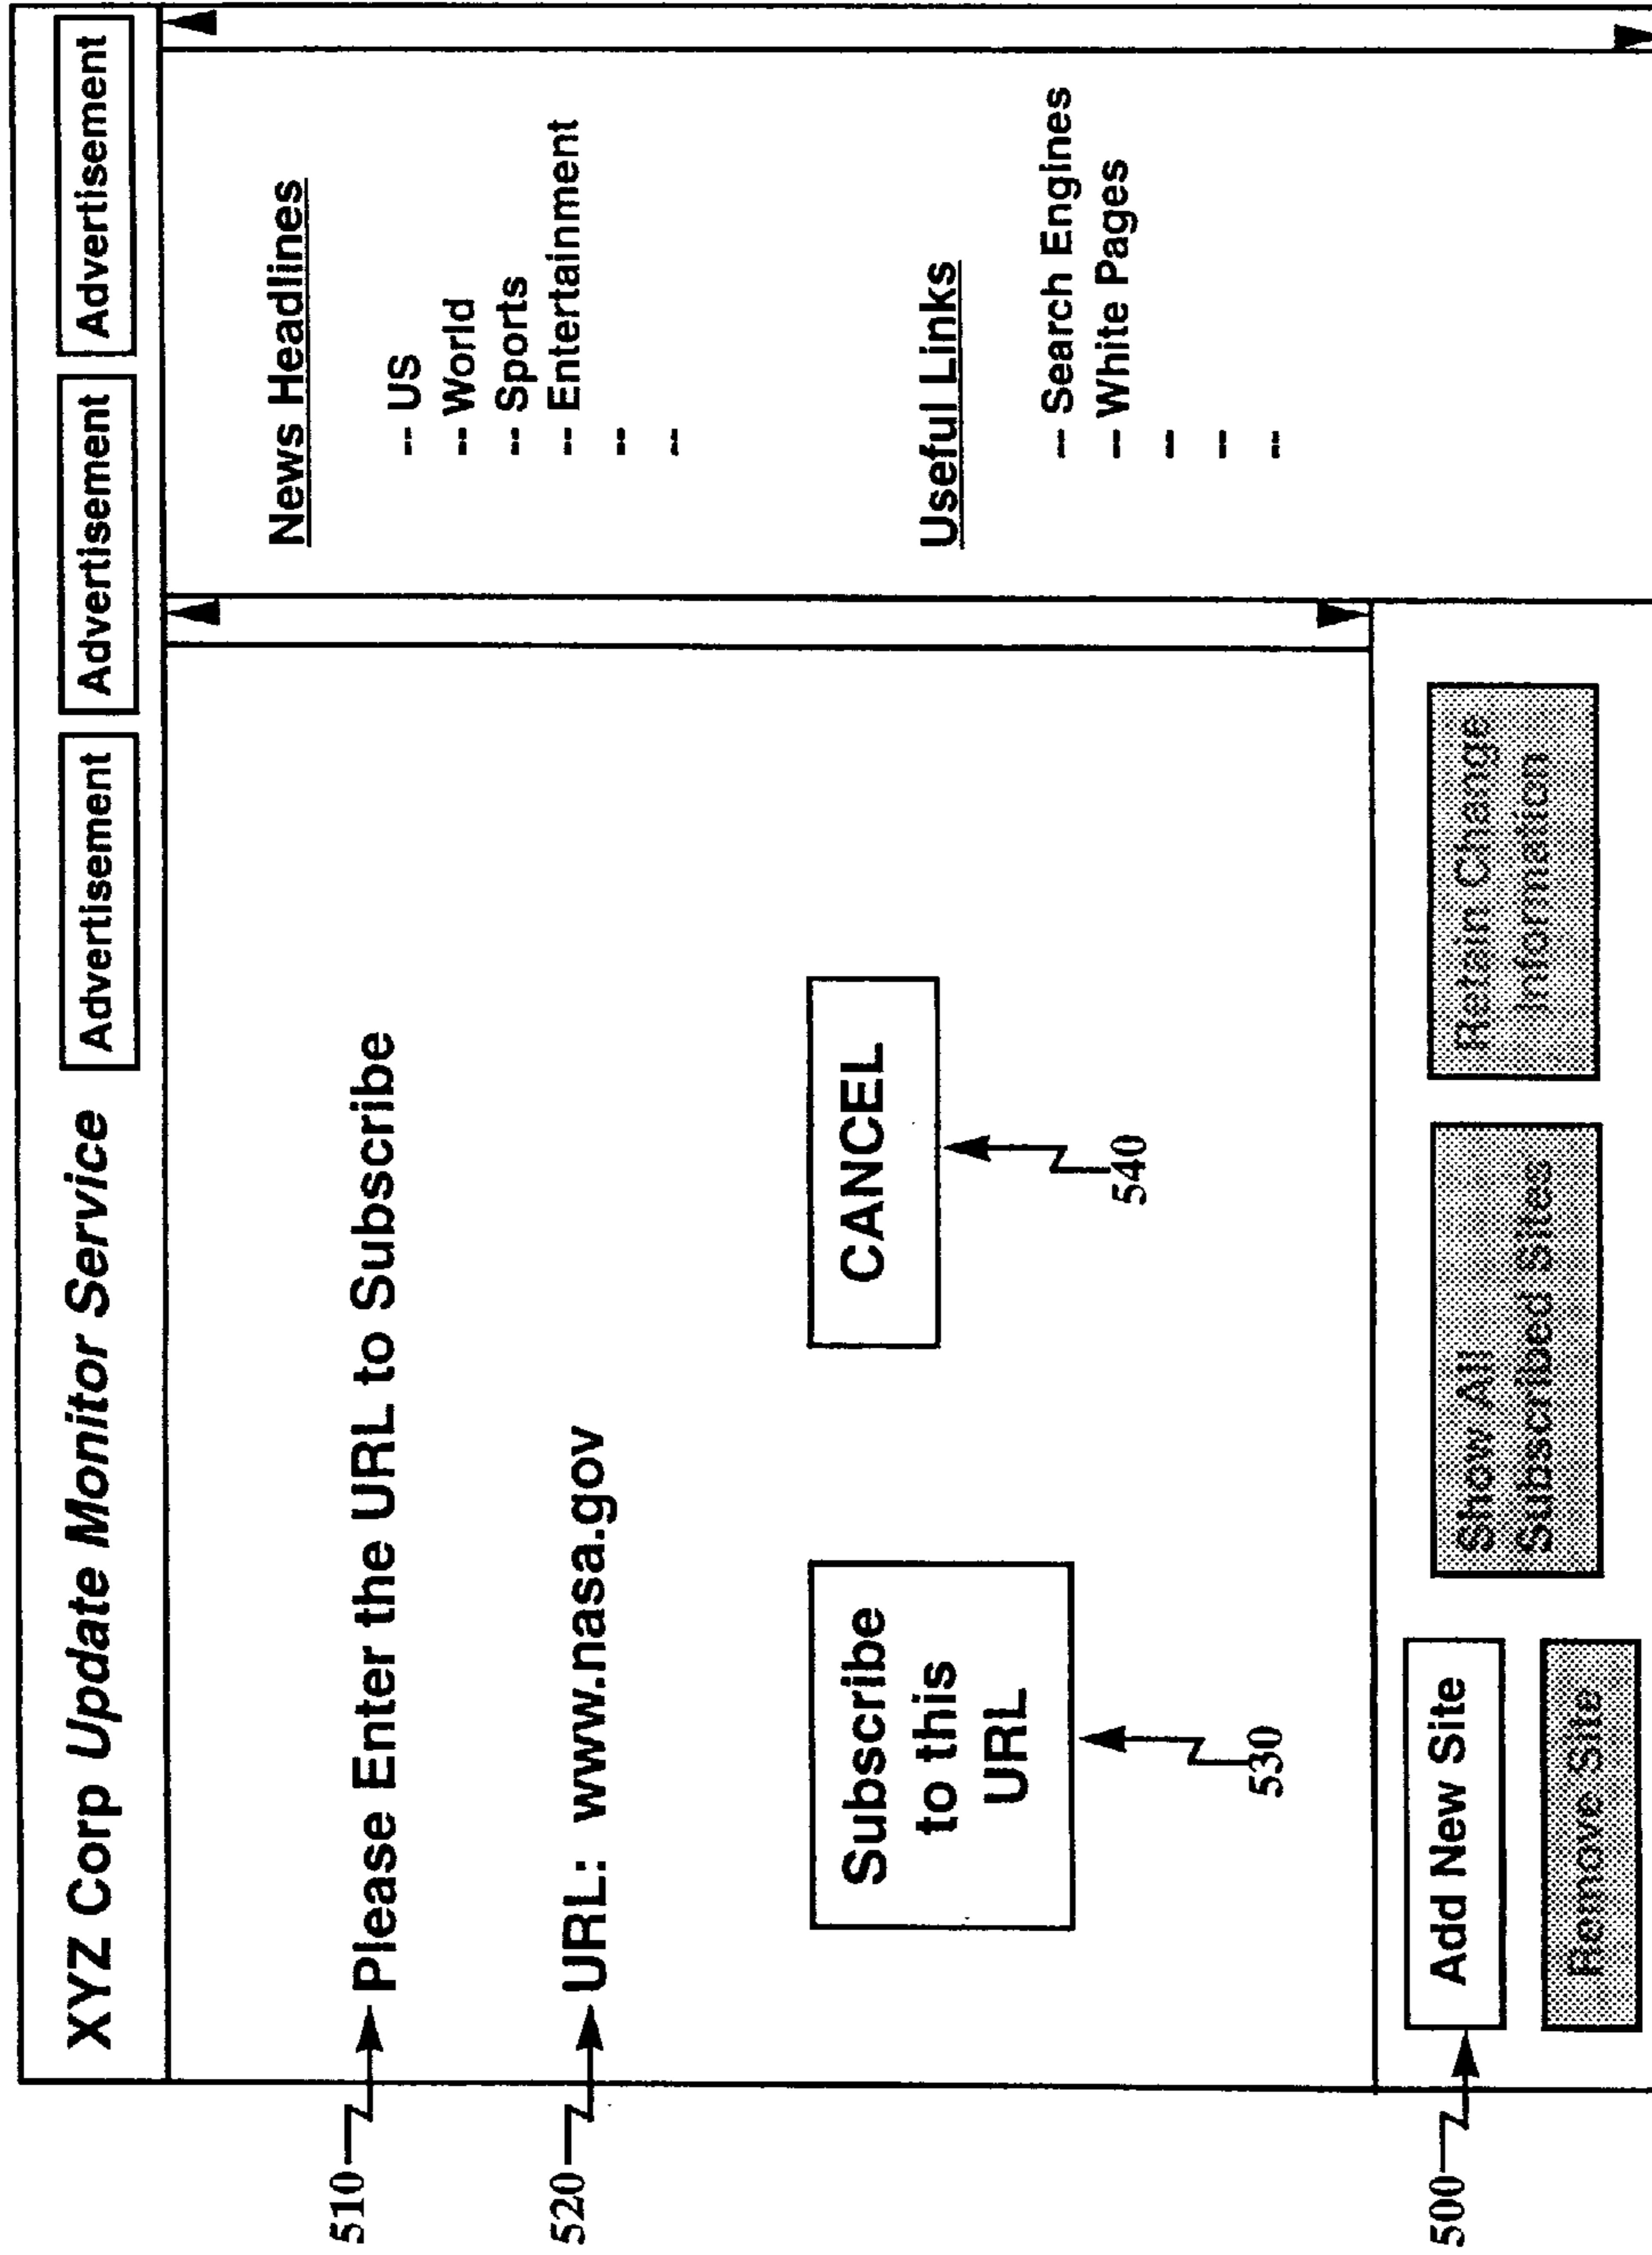 XYZ Corp Update Monitor Service
Advertisement
Advertisement
Advertisement
510
Please Enter the URL to Subscribe
520
URL: www.nasa.gov
Subscribe
to this
URL
530
CANCEL
540
News Headlines
-- US
-- World
-- Sports
-- Entertainment
--
--
Useful Links
-- Search Engines
-- White Pages
--
--
--
500
Add New Site
Remove Site
Show All
Subscribed Sites
Retain Change
Information